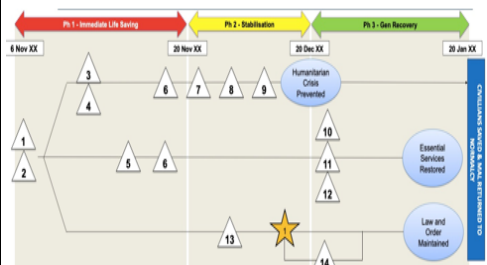 Ph 1 - Immediate Life Saving
Ph 2 - Stabilisation
Ph 3 - Gen Recovery
6 Nov XX
20 Nov XX
20 Dec XX
20 Jan XX
3
4
6
7
8
9
Humanitarian
Crisis
Prevented
1
2
5
6
10
11
12
Essential
Services
Restored
13
1
14
Law and
Order
Maintained
CIVILLIANS SAVED & MAL RETURNED TO
NORMALCY